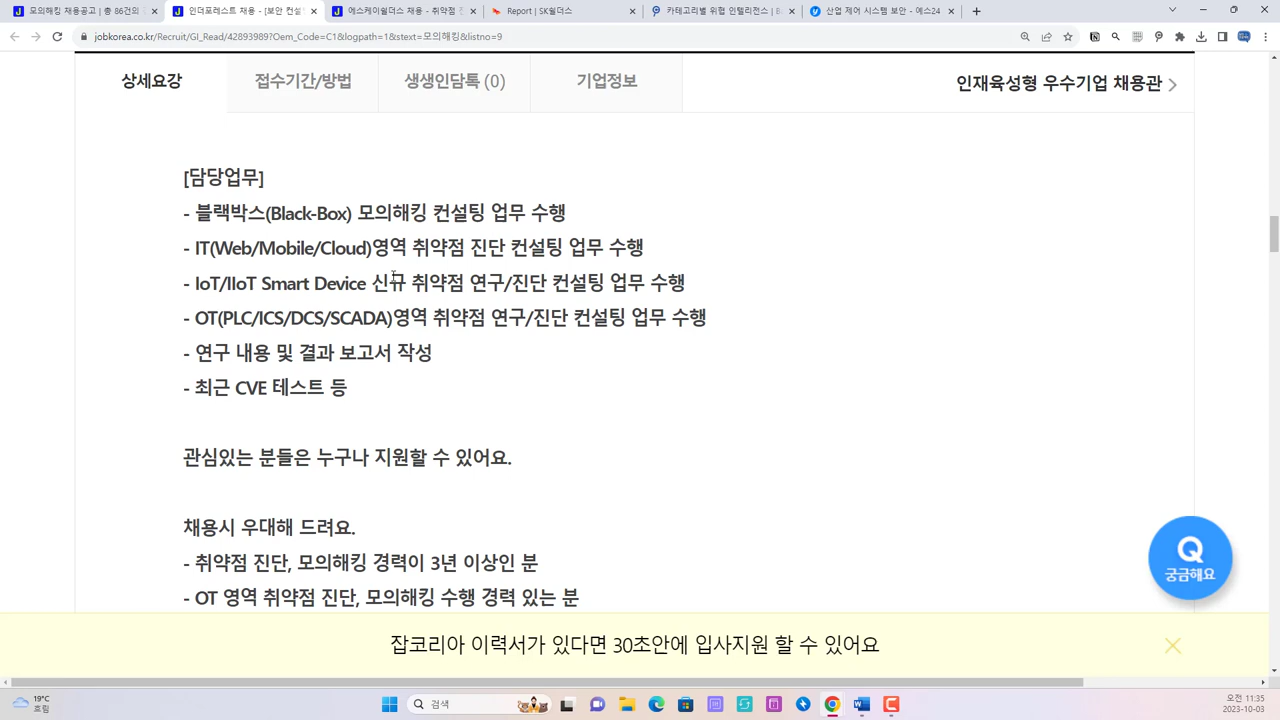 모의해킹 채용공고 | 총 86건의
인더포레스트 채용 - [보안 컨설
에스케이쉴더스 채용 - 취약점
Report | SK쉴더스
카테고리별 위협 인텔리전스 |
산업 제어 시스템 보안 - 에스24
jobkorea.co.kr/Recruit/GI_Read/42893989?Oem_Code=C1&logpath=1&stext=모의해킹&listno=9
상세요강
접수기간/방법
생생인담톡 (0)
기업정보
인재육성형 우수기업 채용관
[담당업무]
- 블랙박스(Black-Box) 모의해킹 컨설팅 업무 수행
- IT(Web/Mobile/Cloud)영역 취약점 진단 컨설팅 업무 수행
- IoT/IIoT Smart Device 신규 취약점 연구/진단 컨설팅 업무 수행
- OT(PLC/ICS/DCS/SCADA)영역 취약점 연구/진단 컨설팅 업무 수행
- 연구 내용 및 결과 보고서 작성
- 최근 CVE 테스트 등
관심있는 분들은 누구나 지원할 수 있어요.
채용시 우대해 드려요.
- 취약점 진단, 모의해킹 경력이 3년 이상인 분
- OT 영역 취약점 진단, 모의해킹 수행 경력 있는 분
Q
궁금해요
잡코리아 이력서가 있다면 30초안에 입사지원 할 수 있어요
19°C
흐림
검색
오전 11:35
2023-10-03